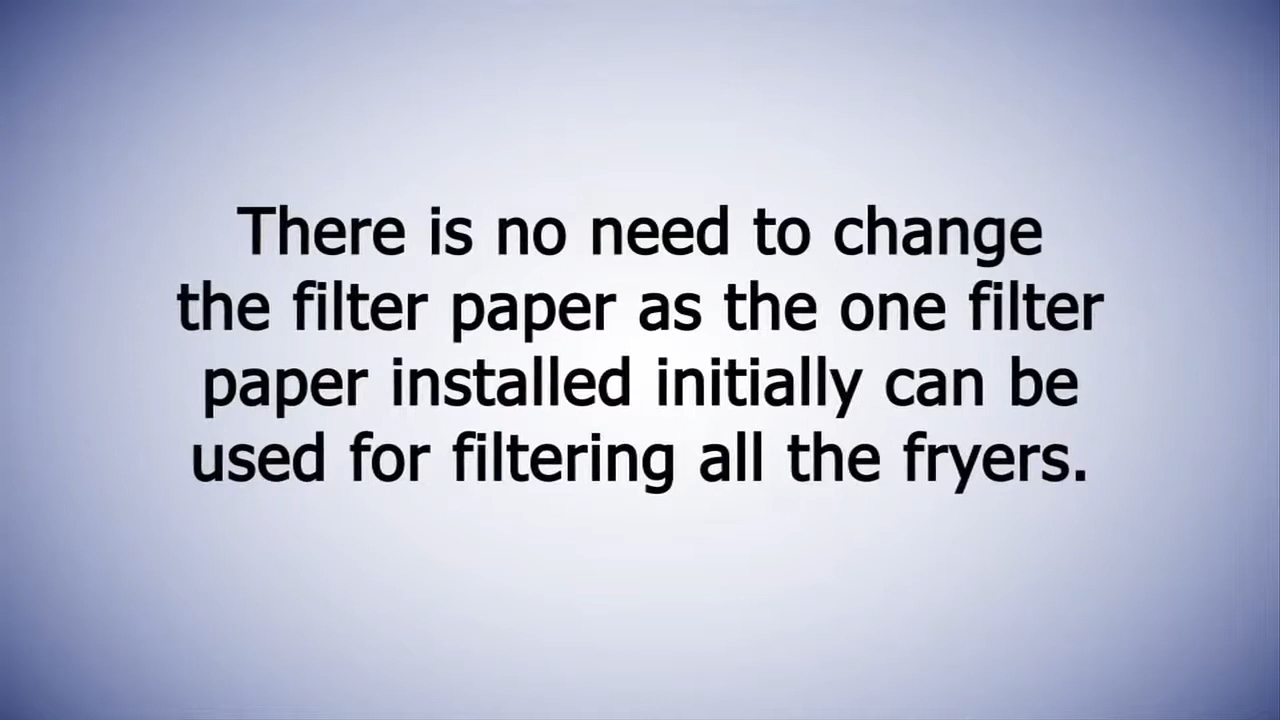 There is no need to change
the filter paper as the one filter
paper installed initially can be
used for filtering all the fryers.